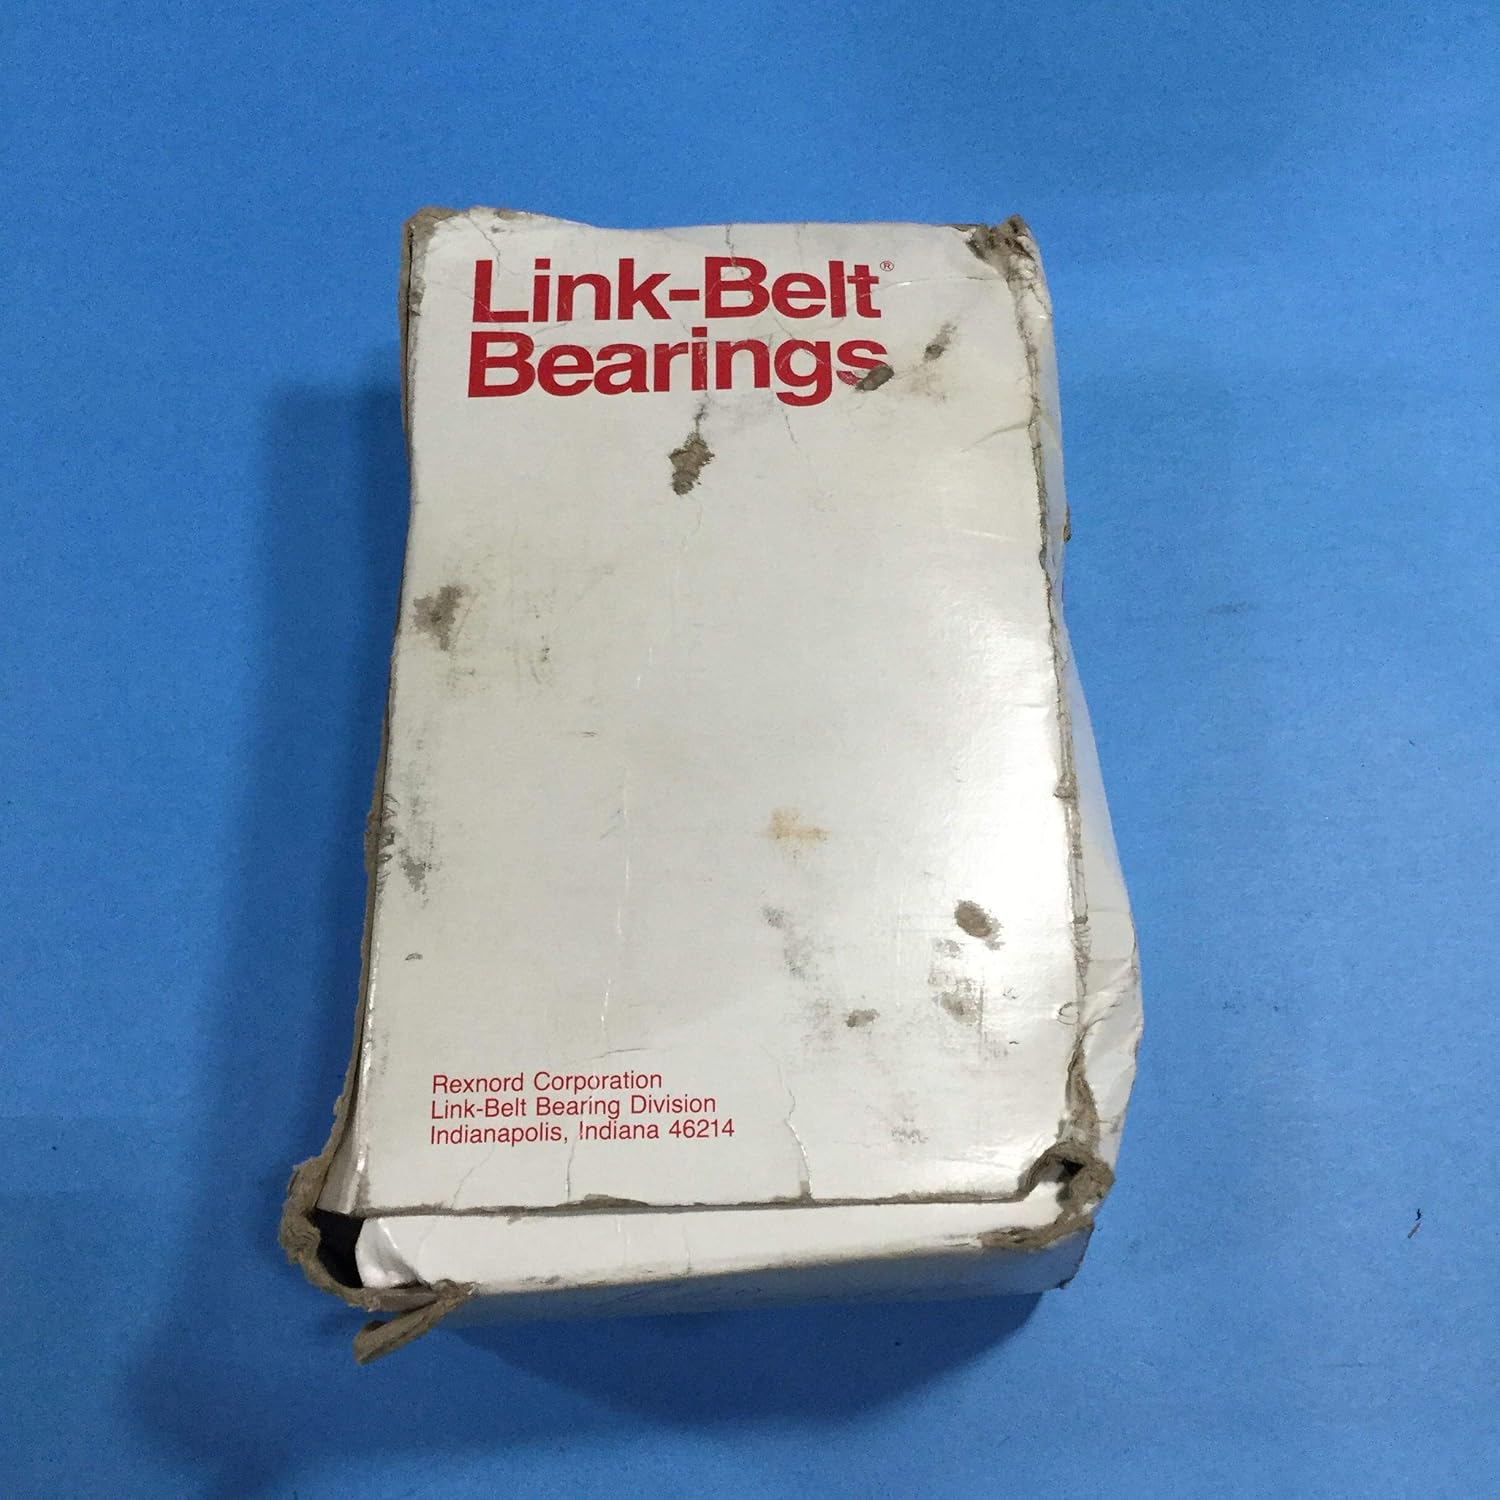 Link-Belt®
Bearings
Rexnord Corporation
Link-Belt Bearing Division
Indianapolis, Indiana 46214